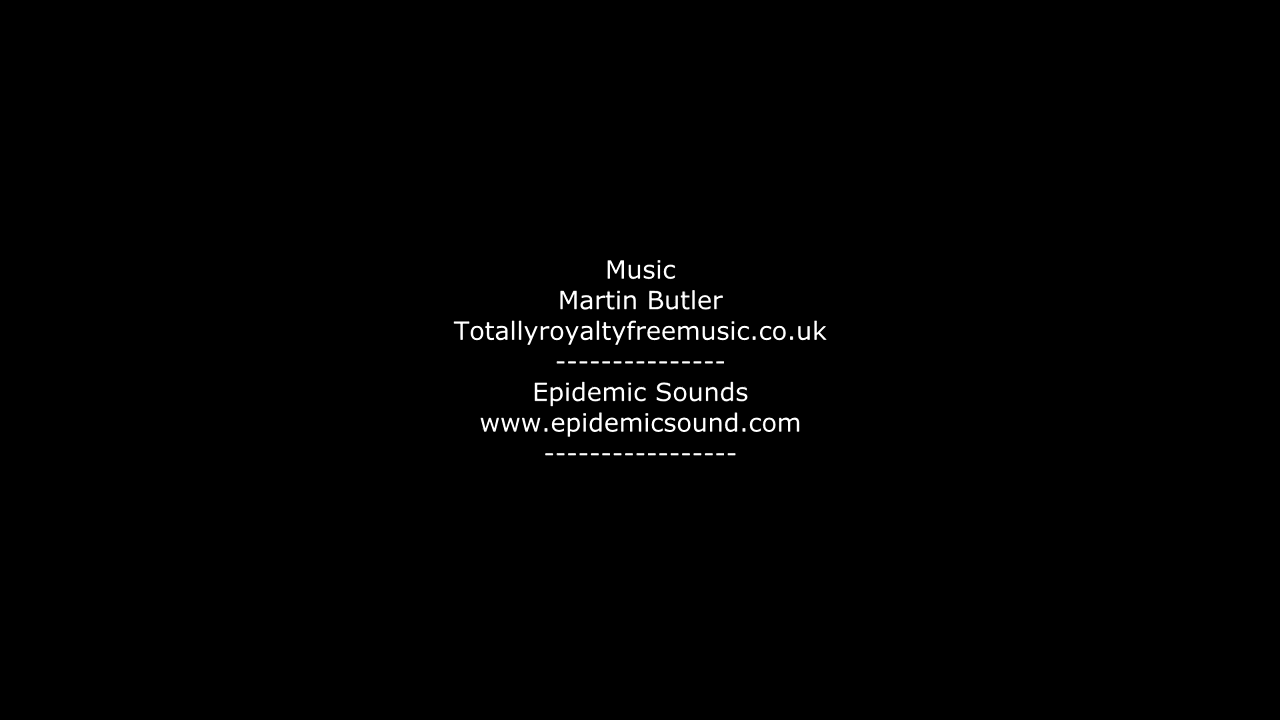 Music
Martin Butler
Totallyroyaltyfreemusic.co.uk
---------------
Epidemic Sounds
www.epidemicsound.com
-----------------